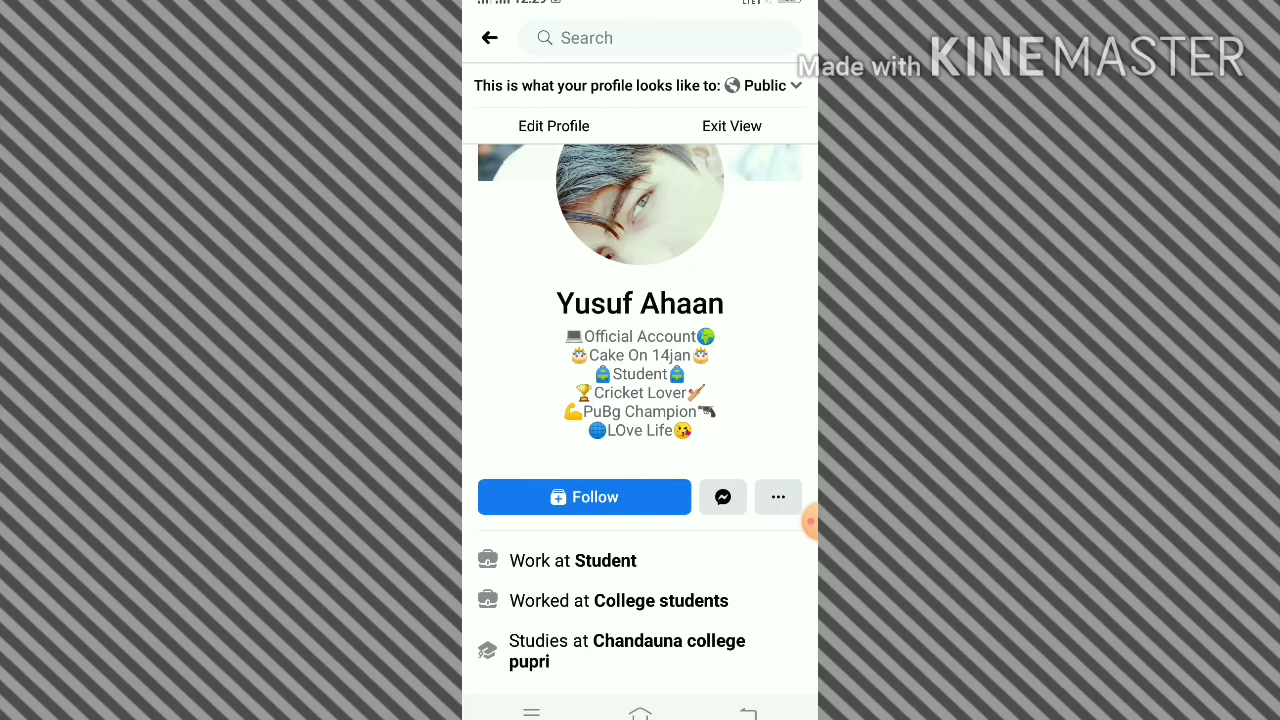 12:29
Search
Made with KINEMASTER
This is what your profile looks like to: Public
Edit Profile
Exit View
Yusuf Ahaan
💻Official Account🌍
🎂Cake On 14jan🎂
🎒Student🎒
🏆Cricket Lover🏏
💪PuBg Champion🔫
🌐LOve Life😘
Follow
Work at Student
Worked at College students
Studies at Chandauna college
pupri